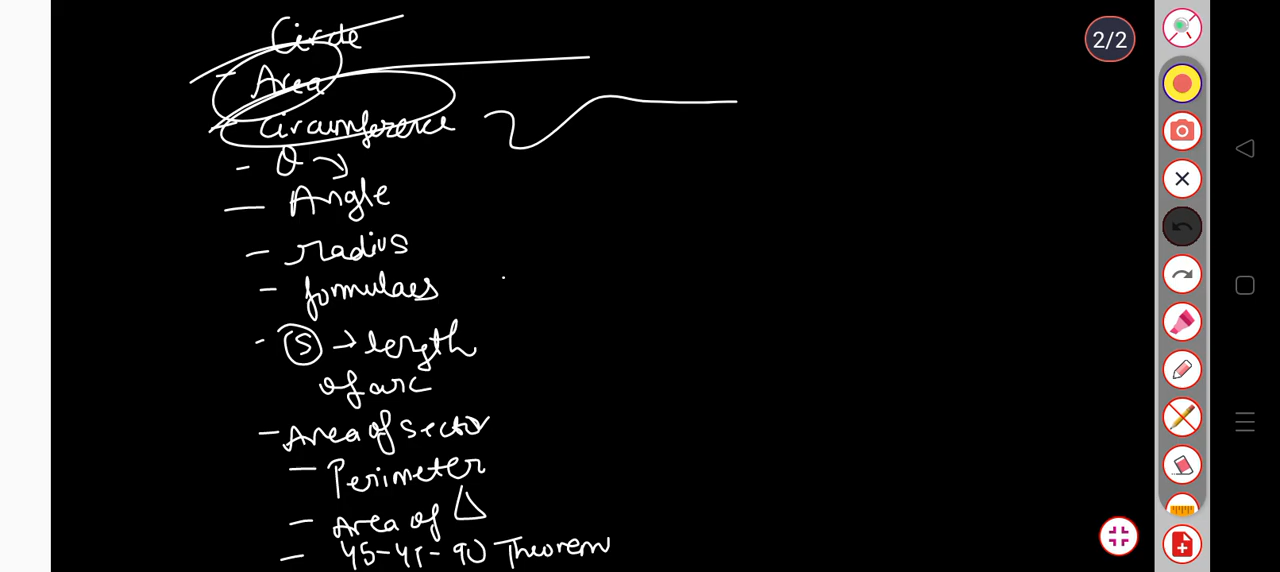 Circle
- Area
- Circumference
- θ →
- Angle
- radius
- formulaes
- S → length
of arc
- Area of sector
- Perimeter
- Area of △
- 45-45-90 Theorem
2/2